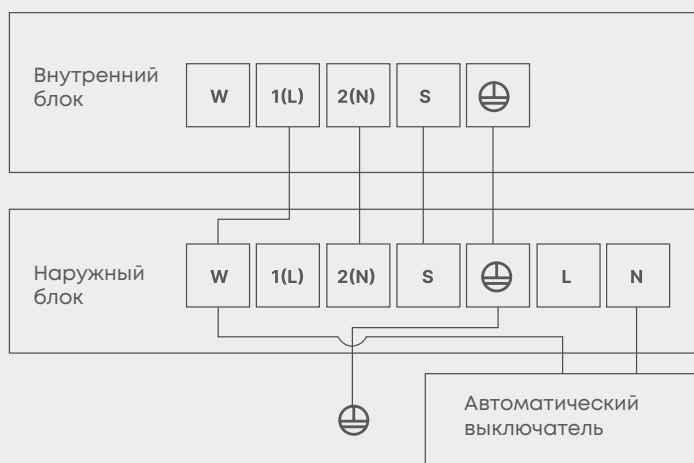 Внутренний
блок
W 1(L) 2(N) S
Наружный
блок
W 1(L) 2(N) S L N
Автоматический
выключатель